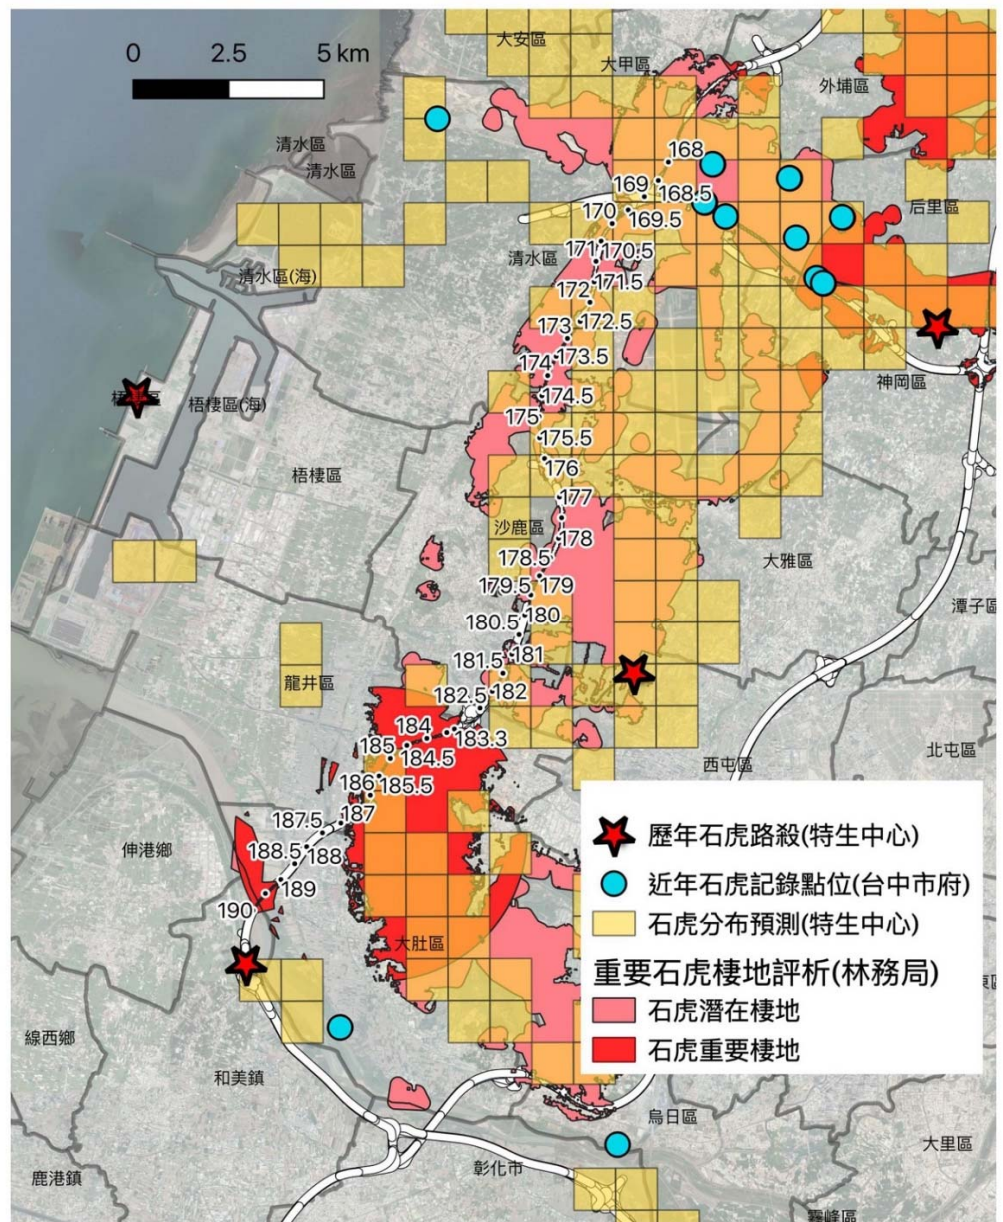 0 2.5 5 km
大安區
大甲區
外埔區
清水區
清水區
168
169
168.5
170
169.5
后里區
清水區
171
170.5
清水區(海)
171.5
172
172.5
173
173.5
174
神岡區
174.5
梧棲區(海)
175
175.5
176
梧棲區
177
沙鹿區
178
大雅區
178.5
179.5
179
潭子區
180
180.5
181
181.5
龍井區
182.5
182
184
183.3
185
184.5
北屯區
西屯區
186
185.5
187.5
187
伸港鄉
188
188.5
189
190
大肚區
歷年石虎路殺(特生中心)
近年石虎記錄點位(台中市府)
石虎分布預測(特生中心)
重要石虎棲地評析(林務局)
石虎潛在棲地
石虎重要棲地
線西鄉
和美鎮
烏日區
大里區
彰化市
鹿港鎮
霧峰區